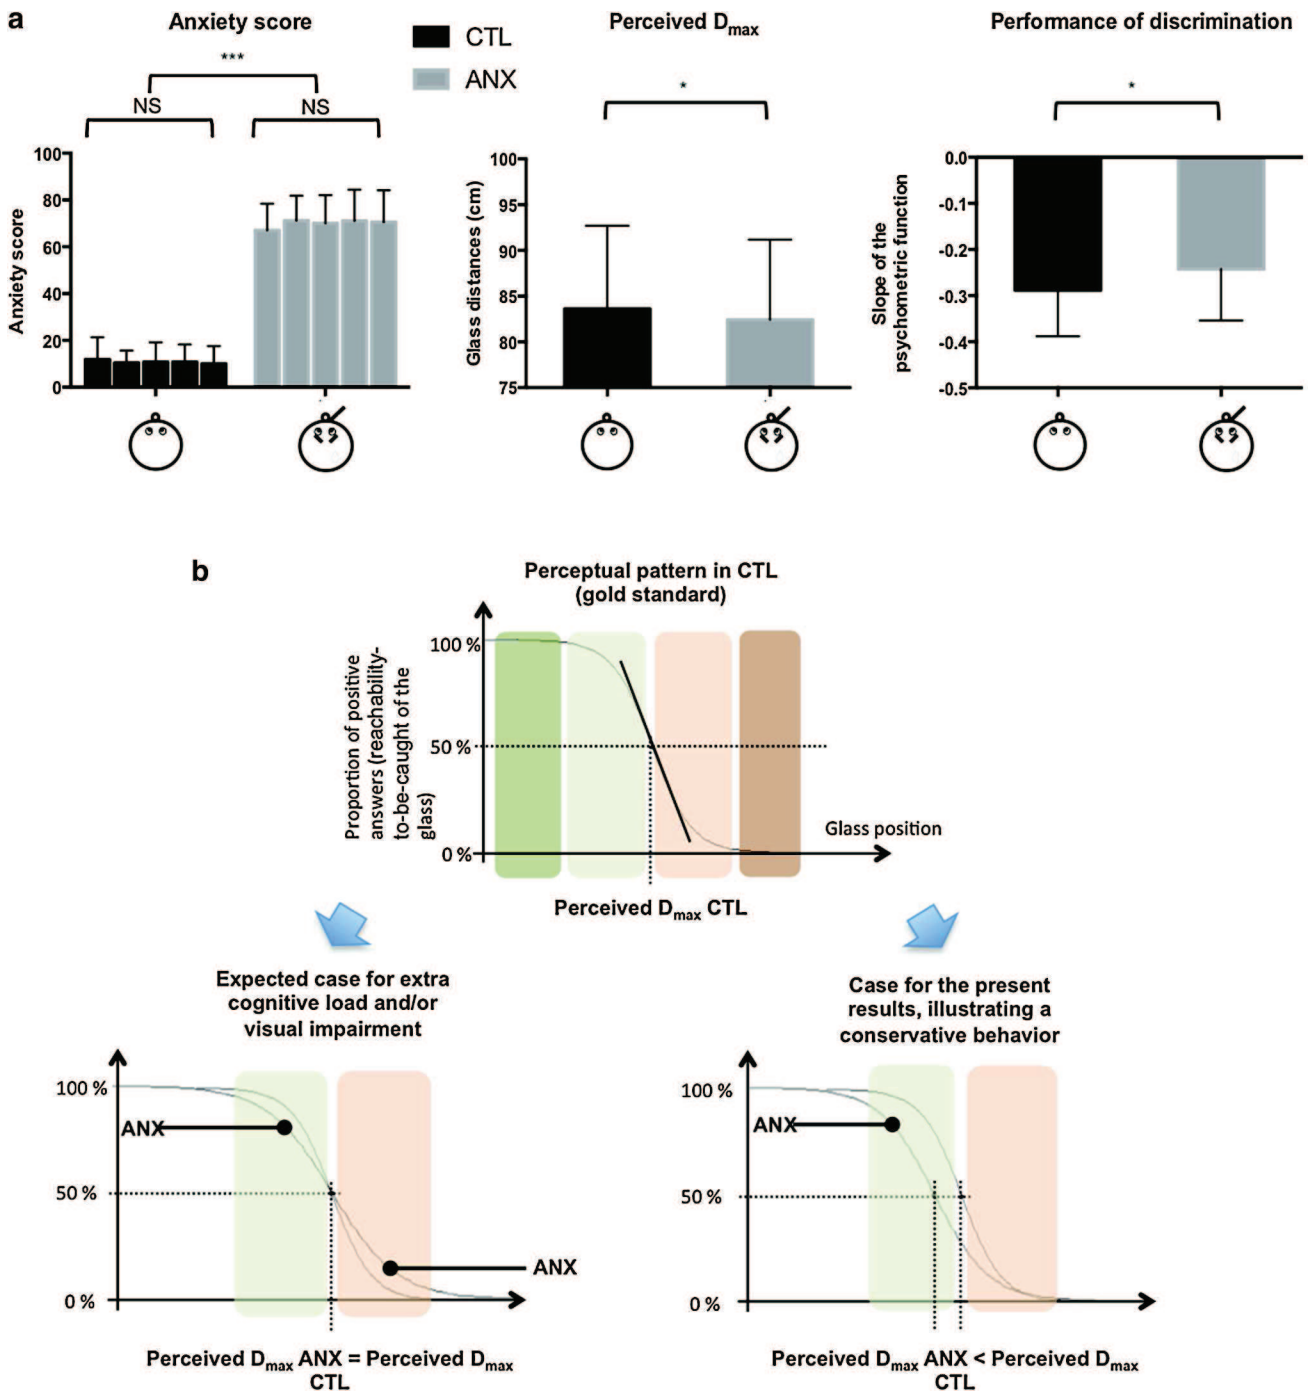 a
Anxiety score
CTL
ANX
Perceived Dmax
Performance of discrimination
***
NS
NS
*
*
Anxiety score
100
80
60
40
20
0
Glass distances (cm)
100
95
90
85
80
75
Slope of the
psychometric function
0.0
-0.1
-0.2
-0.3
-0.4
-0.5
b
Perceptual pattern in CTL
(gold standard)
Proportion of positive
answers (reachability-
to-be-caught of the
glass)
100 %
50 %
0 %
Glass position
Perceived Dmax CTL
Expected case for extra
cognitive load and/or
visual impairment
100 %
ANX
50 %
ANX
0 %
Perceived Dmax ANX = Perceived Dmax
CTL
Case for the present
results, illustrating a
conservative behavior
100 %
ANX
50 %
0 %
Perceived Dmax ANX < Perceived Dmax
CTL